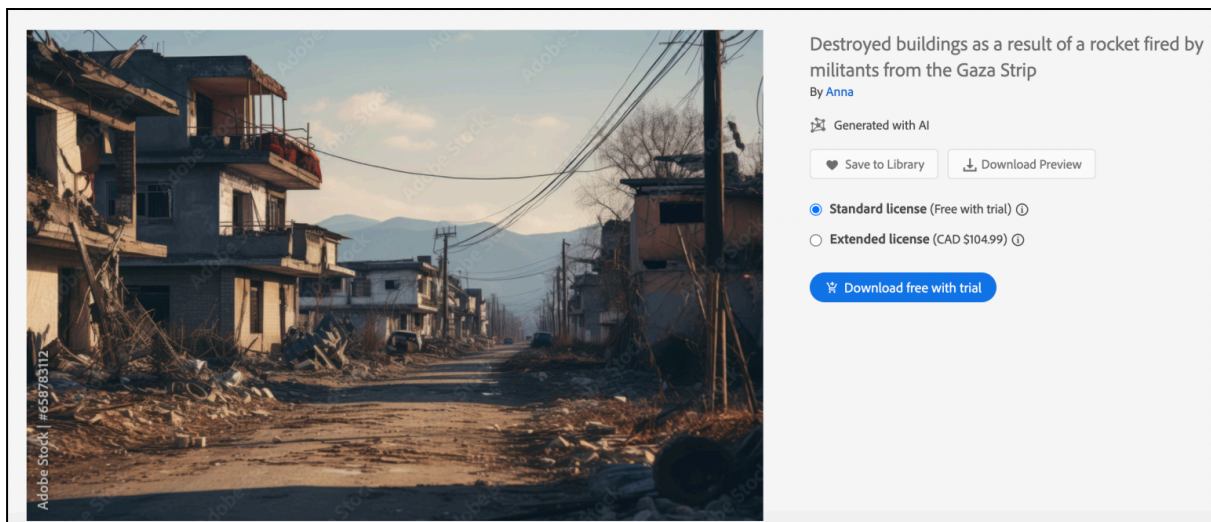 Destroyed buildings as a result of a rocket fired by
militants from the Gaza Strip
By Anna
Generated with AI
Save to Library
Download Preview
Standard license (Free with trial)
Extended license (CAD $104.99)
Download free with trial
Adobe Stock | #658783112
Adobe Stock